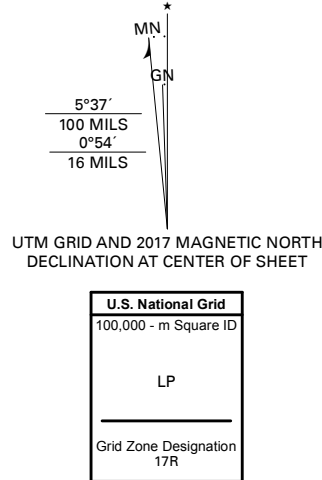 ★
MN
GN
5°37´
100 MILS
0°54´
16 MILS
UTM GRID AND 2017 MAGNETIC NORTH
DECLINATION AT CENTER OF SHEET
U.S. National Grid
100,000 - m Square ID
LP
Grid Zone Designation
17R